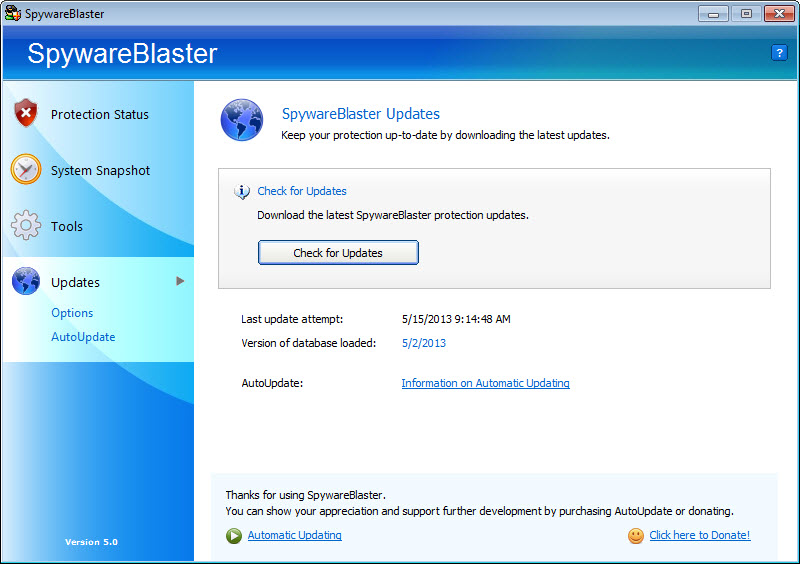 SpywareBlaster
SpywareBlaster
?
Protection Status
System Snapshot
Tools
Updates
Options
AutoUpdate
Version 5.0
SpywareBlaster Updates
Keep your protection up-to-date by downloading the latest updates.
Check for Updates
Download the latest SpywareBlaster protection updates.
Check for Updates
Last update attempt: 5/15/2013 9:14:48 AM
Version of database loaded: 5/2/2013
AutoUpdate: Information on Automatic Updating
Thanks for using SpywareBlaster.
You can show your appreciation and support further development by purchasing AutoUpdate or donating.
Automatic Updating Click here to Donate!